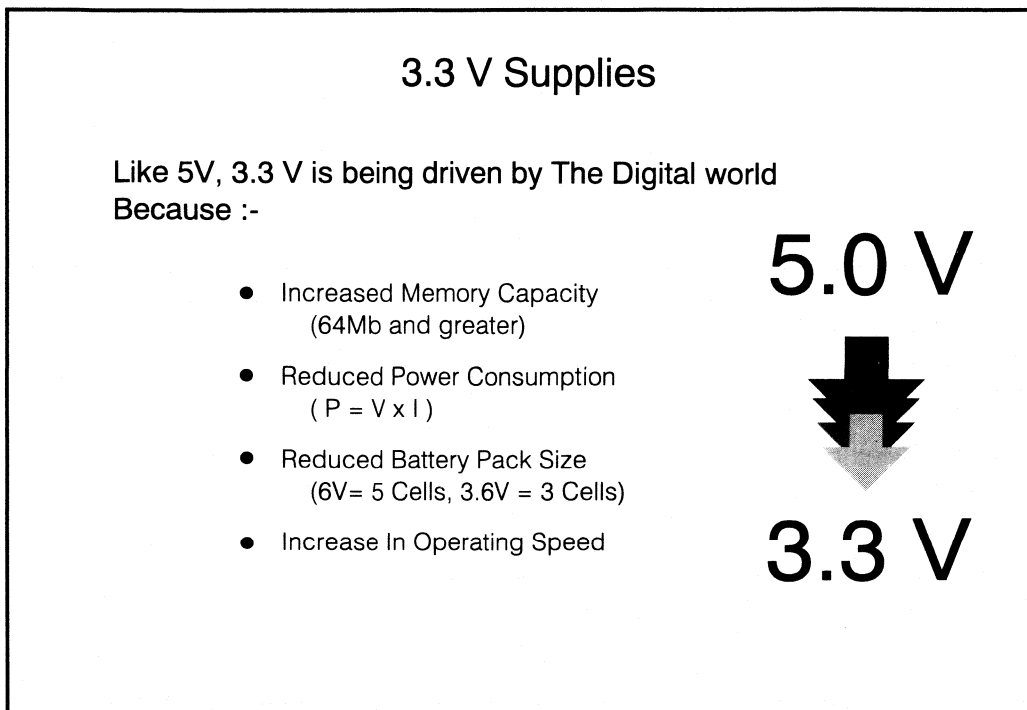 3.3 V Supplies
Like 5V, 3.3 V is being driven by The Digital world
Because :-
● Increased Memory Capacity
(64Mb and greater)
● Reduced Power Consumption
( P = V x I )
● Reduced Battery Pack Size
(6V= 5 Cells, 3.6V = 3 Cells)
● Increase In Operating Speed
5.0 V
3.3 V